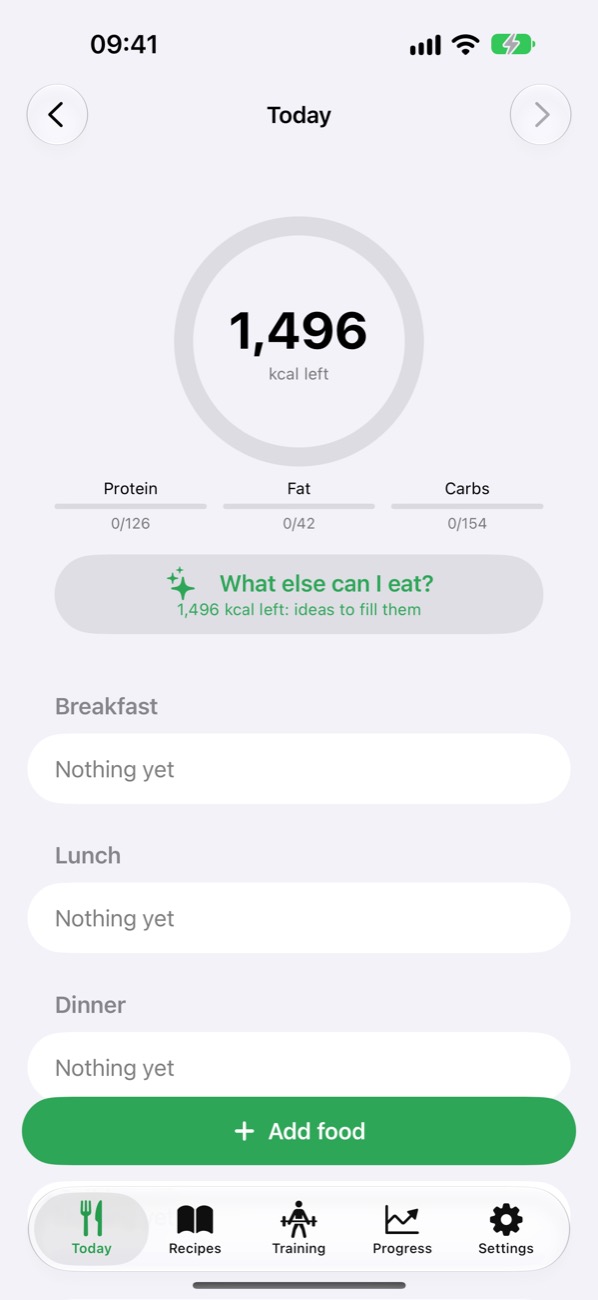 09:41
Today
1,496
kcal left
Protein
Fat
Carbs
0/126
0/42
0/154
What else can I eat?
1,496 kcal left: ideas to fill them
Breakfast
Nothing yet
Lunch
Nothing yet
Dinner
Nothing yet
+ Add food
Today
Recipes
Training
Progress
Settings